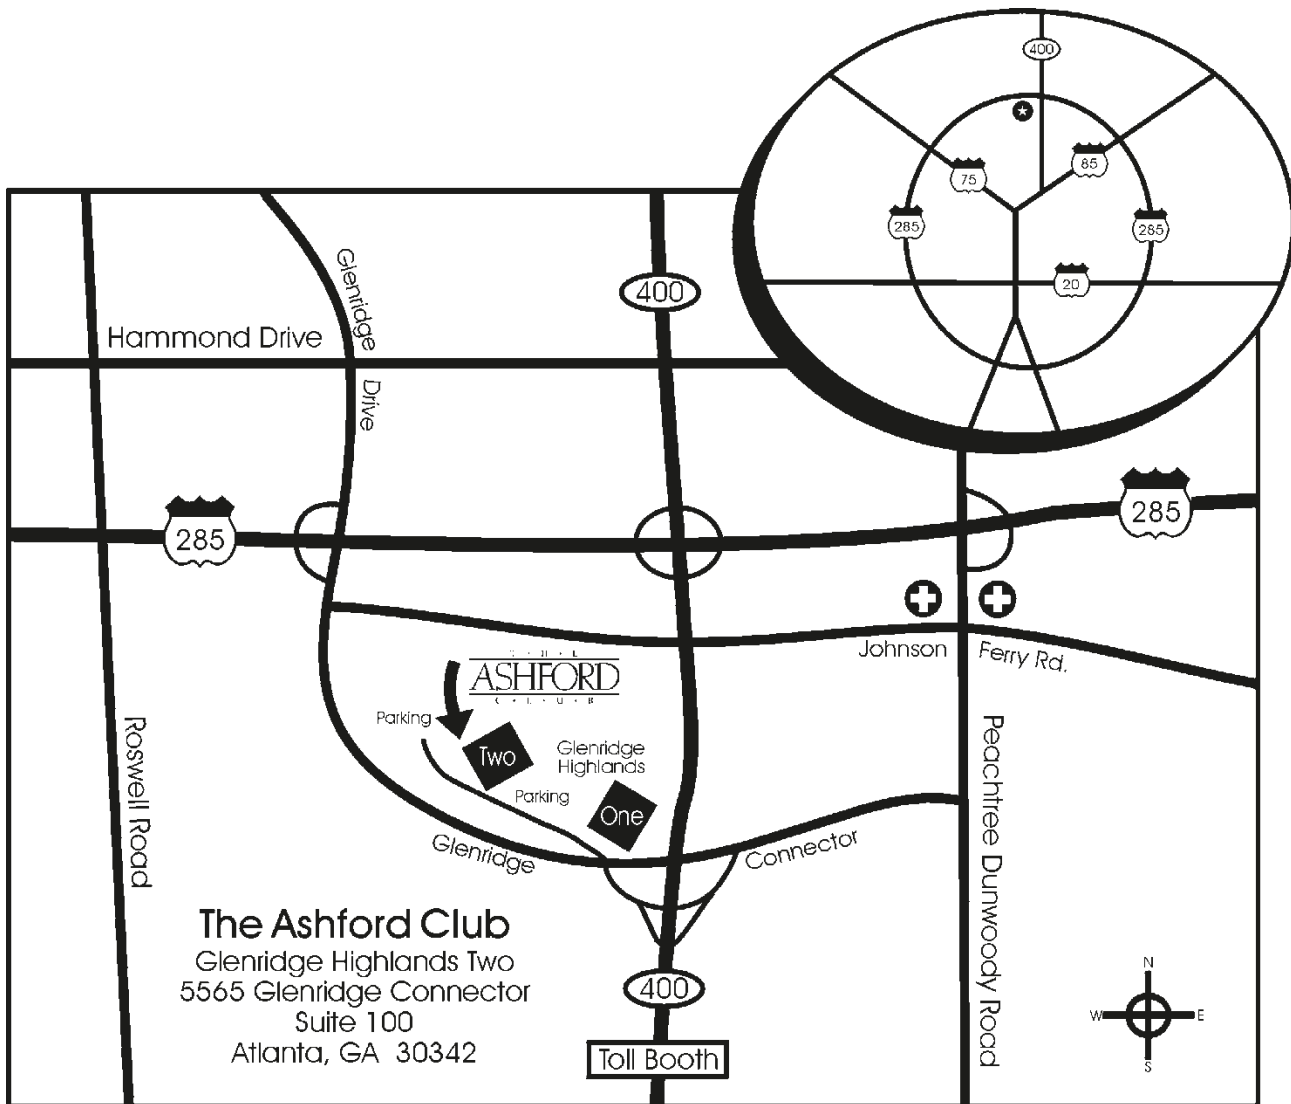 400
75
85
285
285
20
Glenridge
Drive
400
Hammond Drive
285
285
Johnson
Ferry Rd.
THE
ASHFORD
CLUB
Parking
Two
Glenridge
Highlands
Parking
One
Roswell Road
Peachtree Dunwoody Road
Glenridge
Connector
The Ashford Club
Glenridge Highlands Two
5565 Glenridge Connector
Suite 100
Atlanta, GA 30342
400
Toll Booth
N
W
E
S